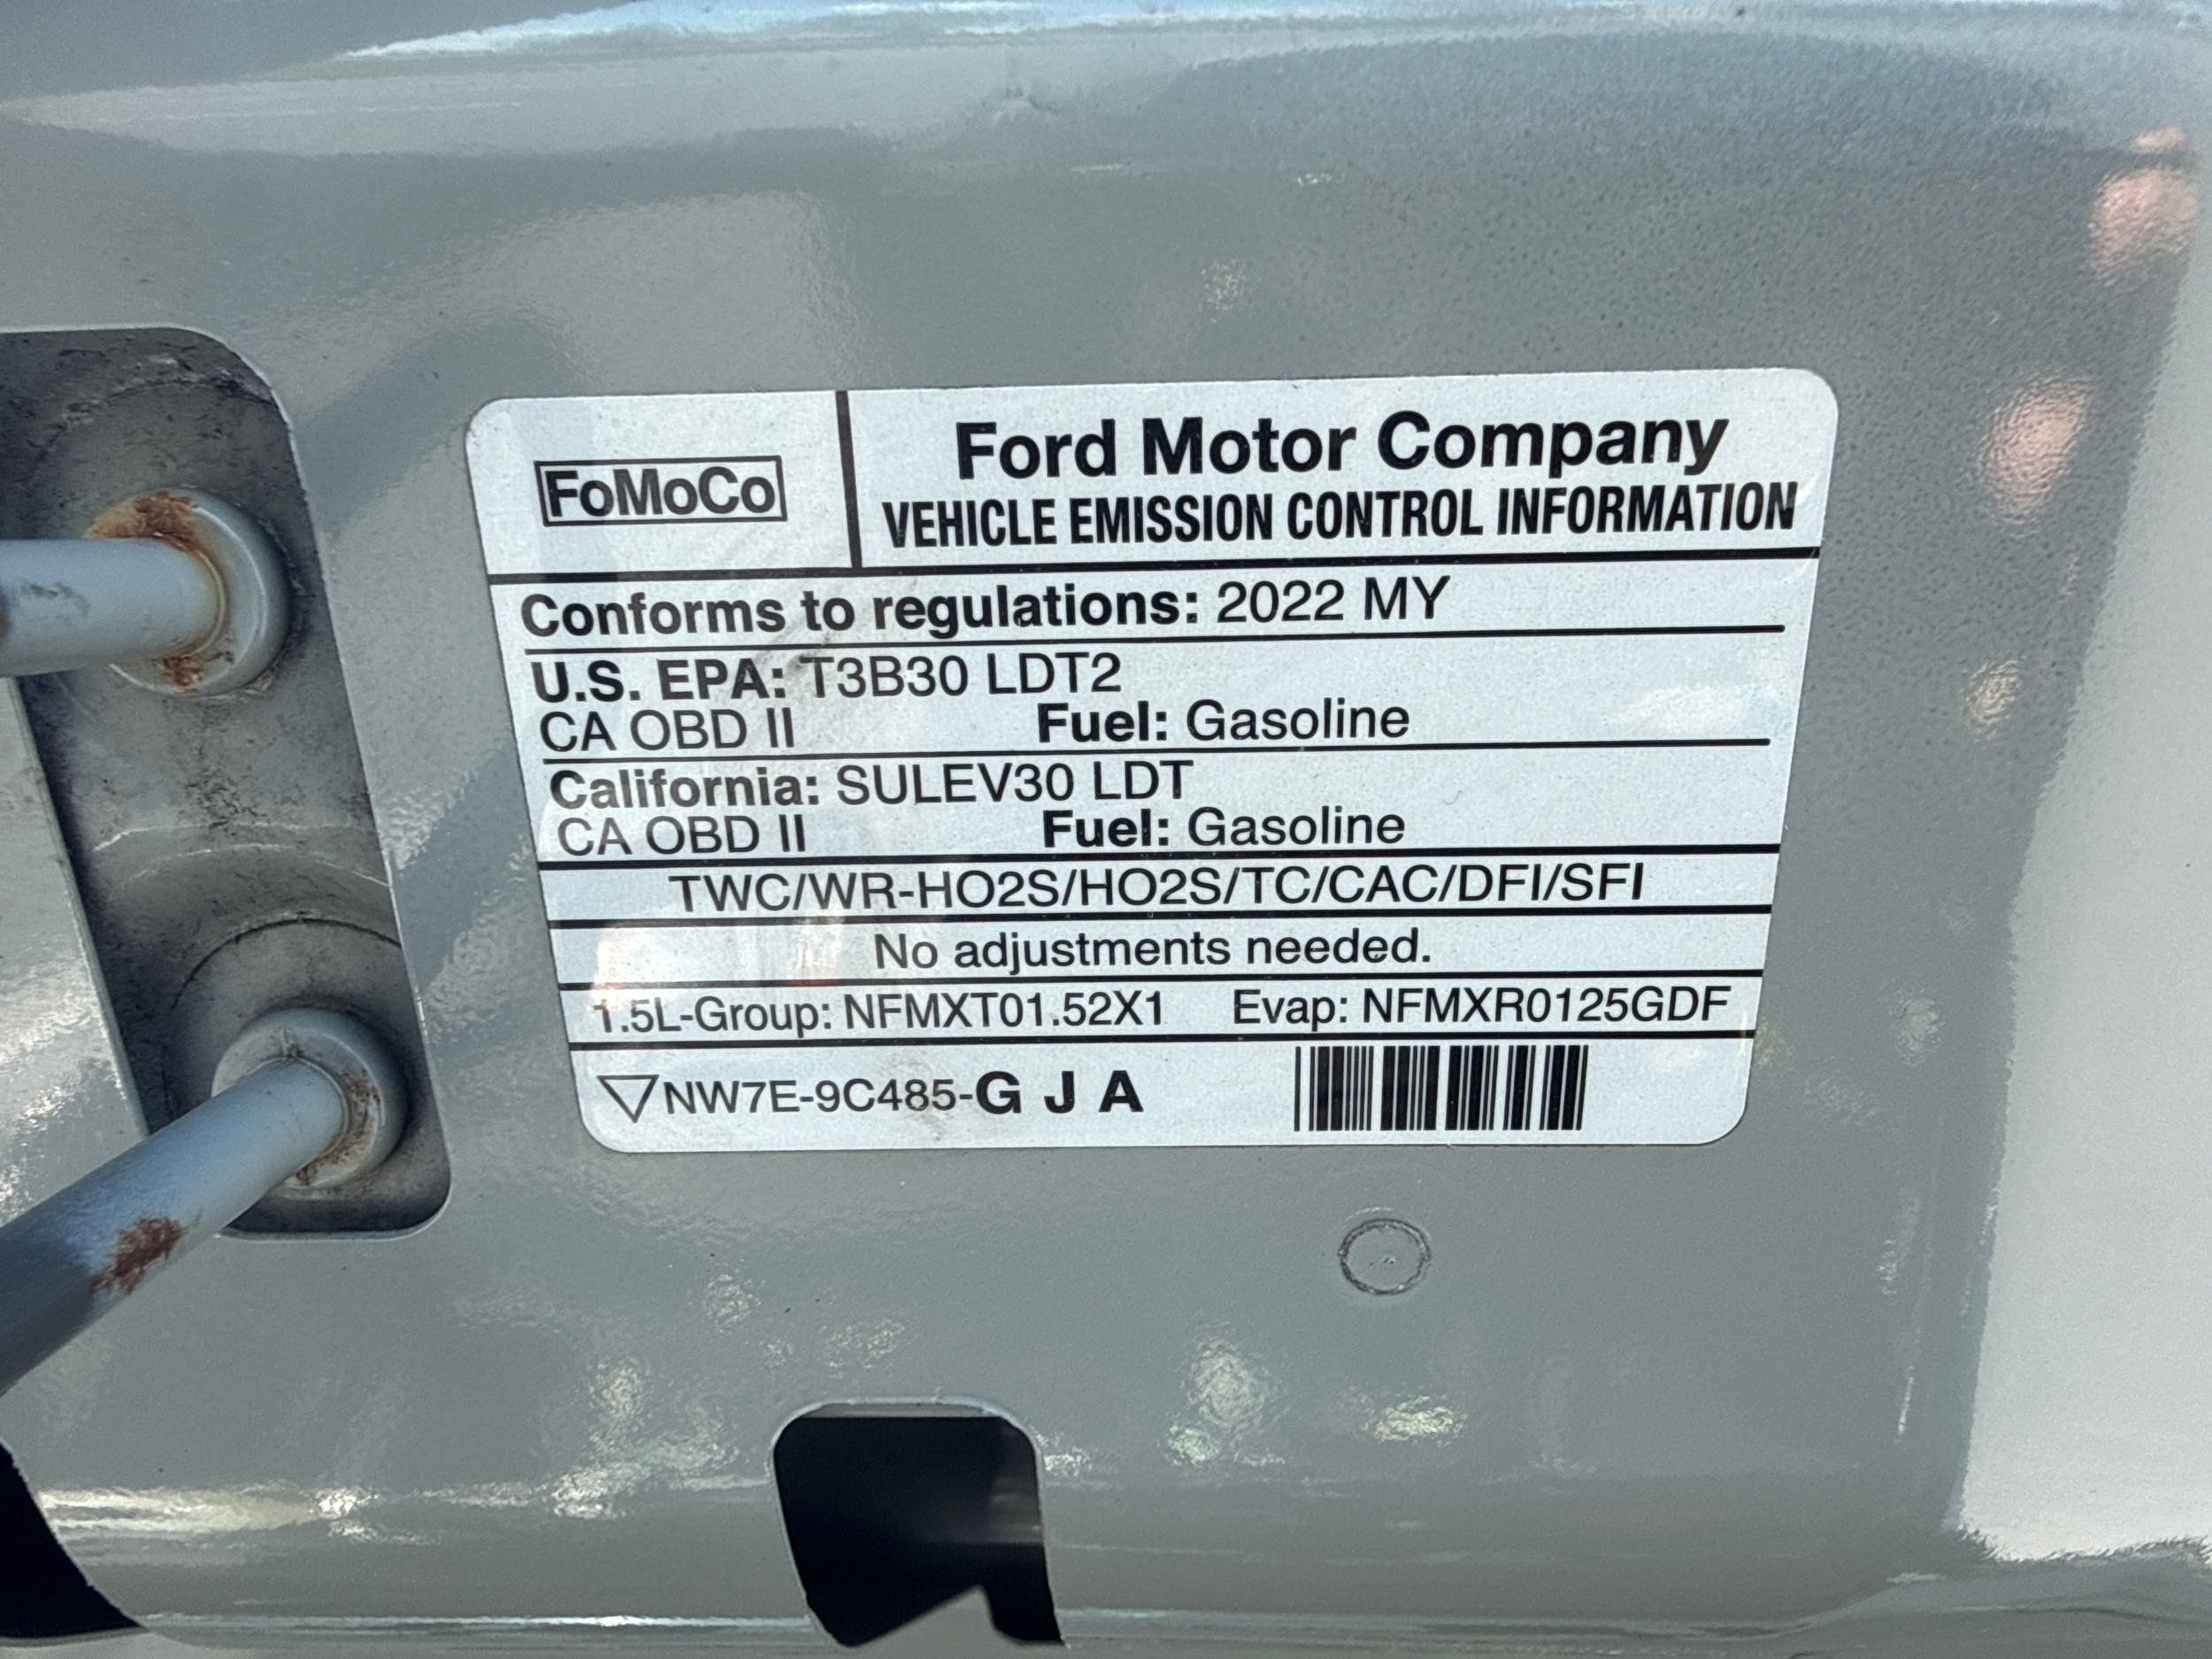 FoMoCo
Ford Motor Company
VEHICLE EMISSION CONTROL INFORMATION
Conforms to regulations: 2022 MY
U.S. EPA: T3B30 LDT2
CA OBD II Fuel: Gasoline
California: SULEV30 LDT
CA OBD II Fuel: Gasoline
TWC/WR-HO2S/HO2S/TC/CAC/DFI/SFI
No adjustments needed.
1.5L-Group: NFMXT01.52X1 Evap: NFMXR0125GDF
▽NW7E-9C485-G J A